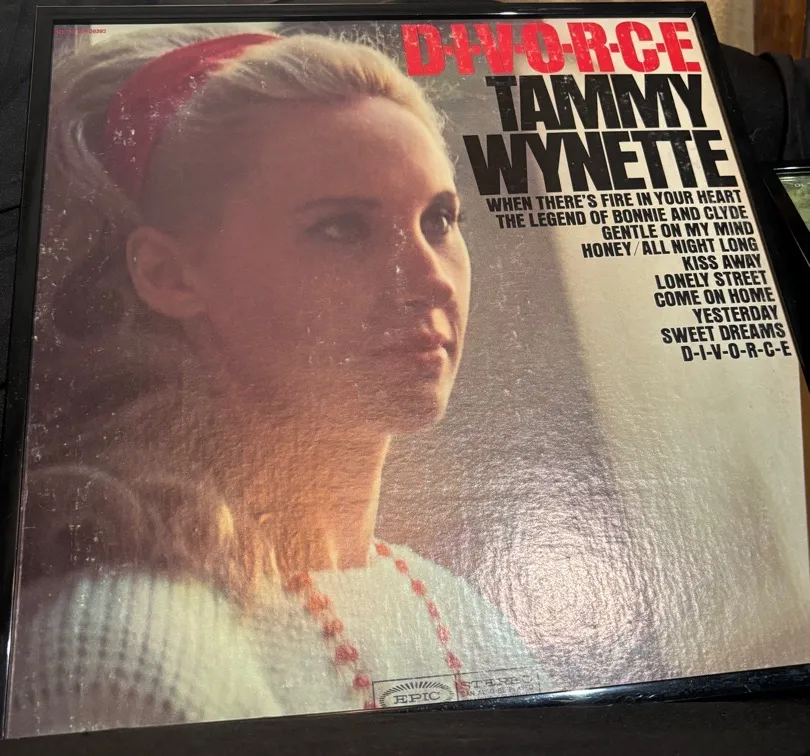 D-I-V-O-R-C-E
TAMMY
WYNETTE
WHEN THERE'S FIRE IN YOUR HEART
THE LEGEND OF BONNIE AND CLYDE
GENTLE ON MY MIND
HONEY/ALL NIGHT LONG
KISS AWAY
LONELY STREET
COME ON HOME
YESTERDAY
SWEET DREAMS
D-I-V-O-R-C-E
EPIC
STEREO